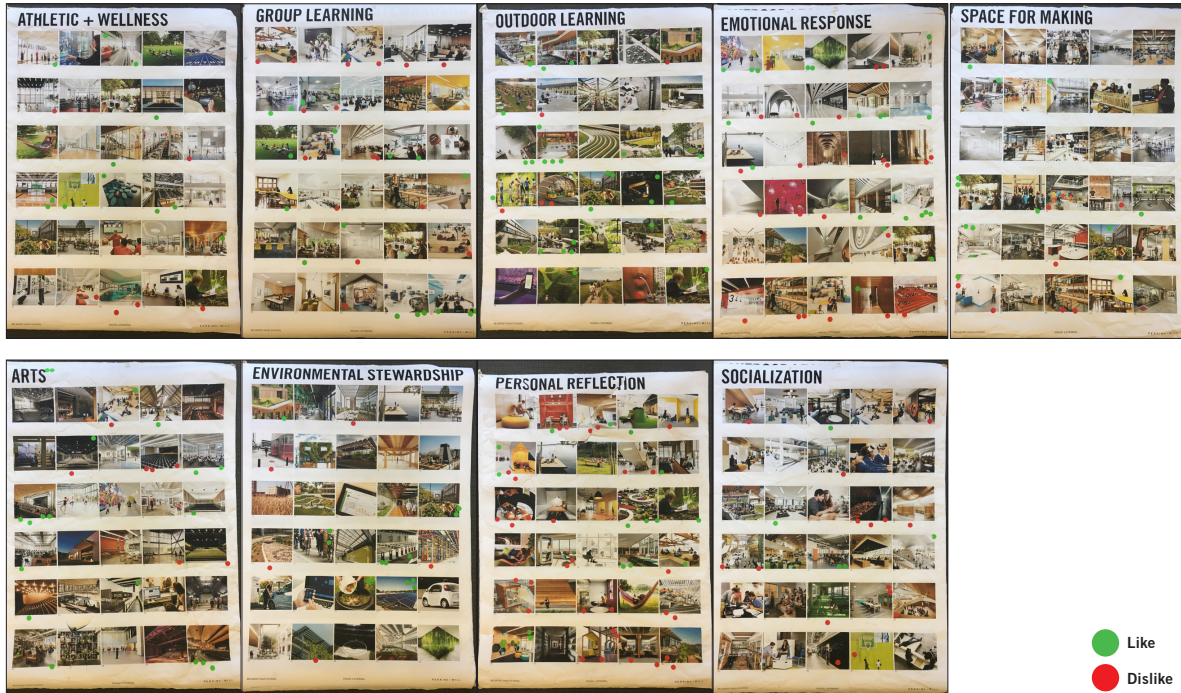 ATHLETIC + WELLNESS
GROUP LEARNING
OUTDOOR LEARNING
EMOTIONAL RESPONSE
SPACE FOR MAKING
ARTS
ENVIRONMENTAL STEWARDSHIP
PERSONAL REFLECTION
SOCIALIZATION
Like
Dislike